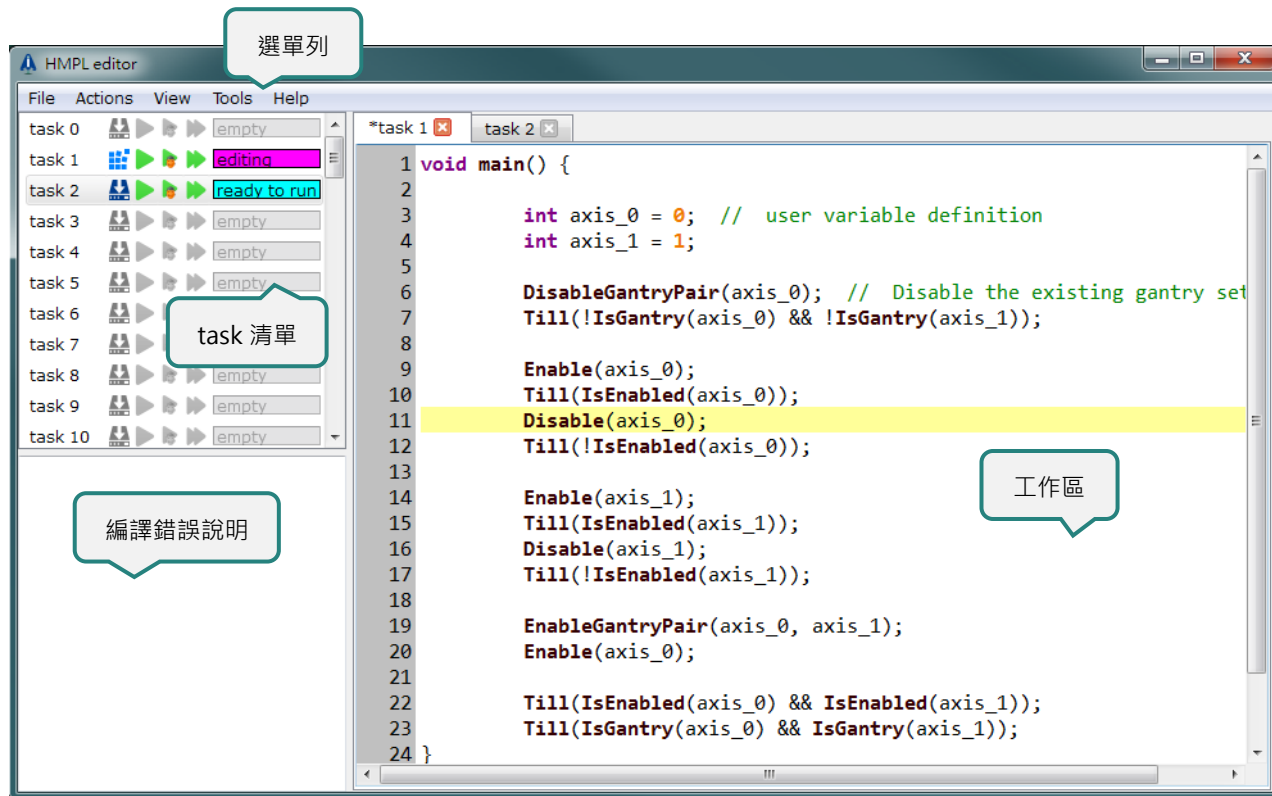 選單列
HMPL editor
File Actions View Tools Help
task 0 empty
task 1 editing
task 2 ready to run
task 3 empty
task 4 empty
task 5 empty
task 6
task 7
task 8 empty
task 9 empty
task 10 empty
task 清單
編譯錯誤說明
*task 1 task 2
1 void main() {
2
3 int axis_0 = 0; // user variable definition
4 int axis_1 = 1;
5
6 DisableGantryPair(axis_0); // Disable the existing gantry set
7 Till(!IsGantry(axis_0) && !IsGantry(axis_1));
8
9 Enable(axis_0);
10 Till(IsEnabled(axis_0));
11 Disable(axis_0);
12 Till(!IsEnabled(axis_0));
13
14 Enable(axis_1);
15 Till(IsEnabled(axis_1));
16 Disable(axis_1);
17 Till(!IsEnabled(axis_1));
18
19 EnableGantryPair(axis_0, axis_1);
20 Enable(axis_0);
21
22 Till(IsEnabled(axis_0) && IsEnabled(axis_1));
23 Till(IsGantry(axis_0) && IsGantry(axis_1));
24 }
工作區